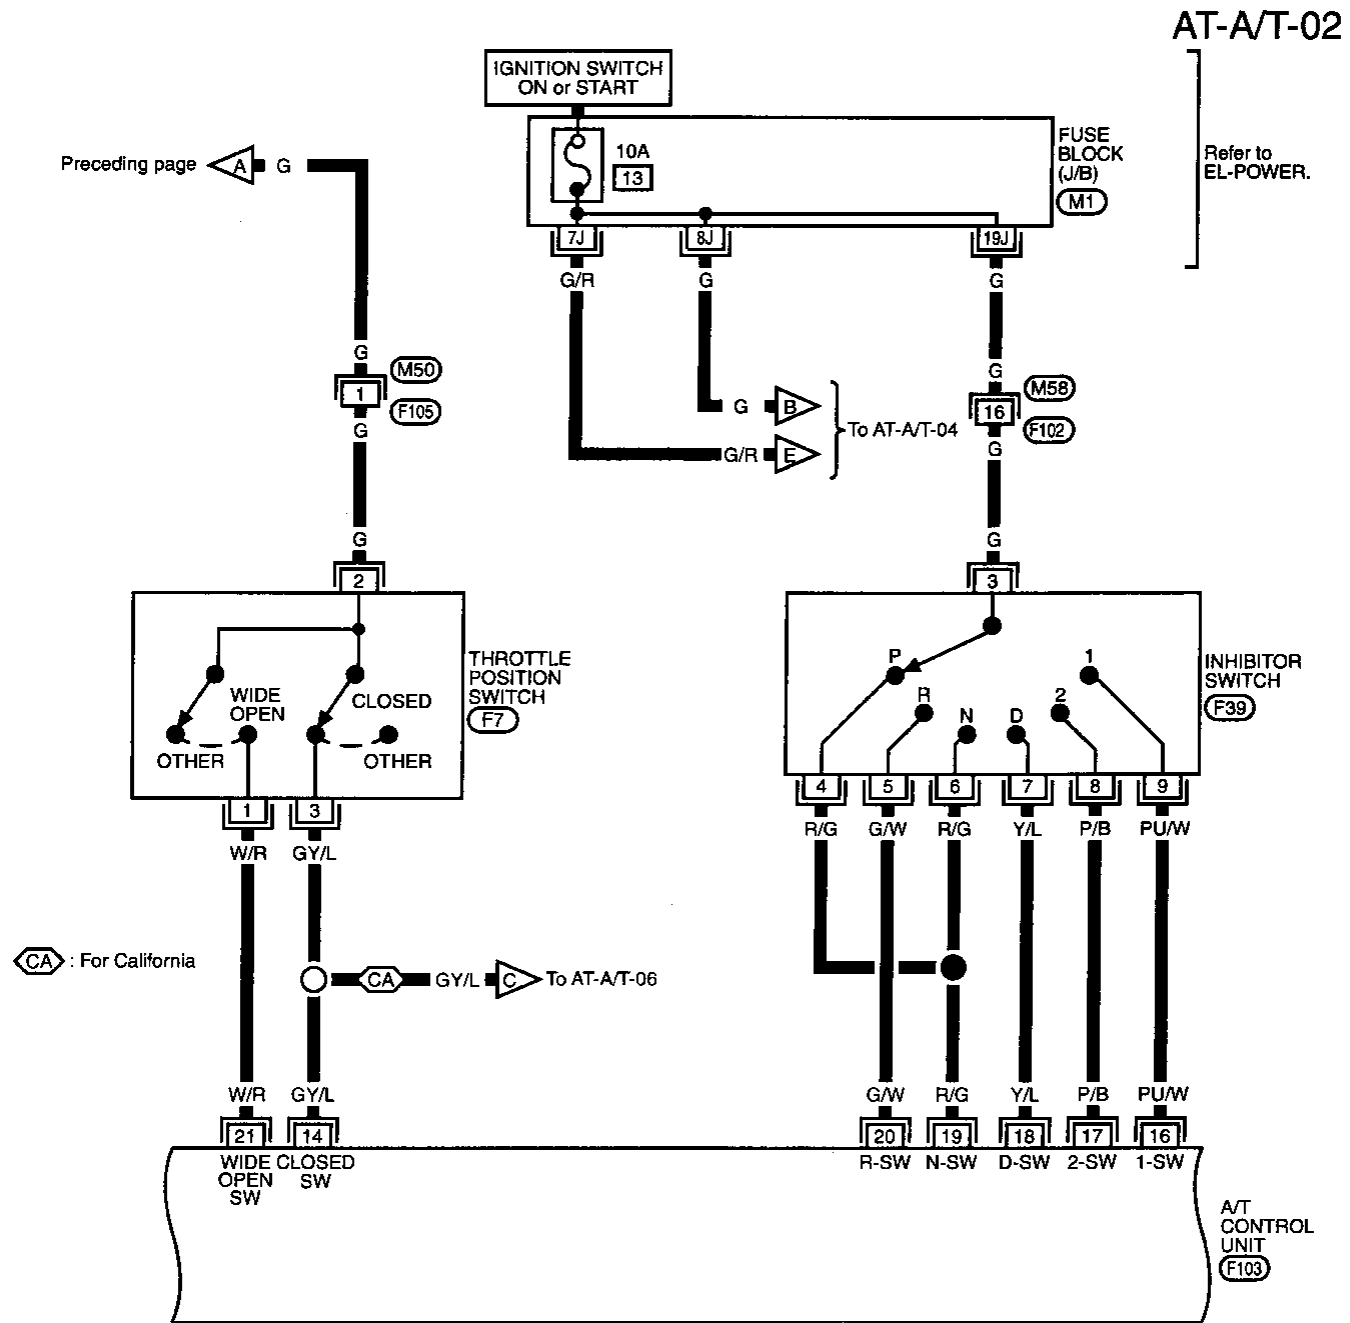 AT-A/T-02
IGNITION SWITCH
ON or START
FUSE
BLOCK
(J/B)
M1
Refer to
EL-POWER.
10A
13
Preceding page
A
G
7J
8J
19J
G/R
G
G
G
M50
1
F105
G
G
M58
16
F102
G
G
B
To AT-A/T-04
G/R
E
G
G
2
3
THROTTLE
POSITION
SWITCH
F7
WIDE
OPEN
CLOSED
OTHER
OTHER
INHIBITOR
SWITCH
F39
P
R
N
D
2
1
1
3
4
5
6
7
8
9
W/R
GY/L
R/G
G/W
R/G
Y/L
P/B
PU/W
CA : For California
CA
GY/L
C
To AT-A/T-06
W/R
GY/L
G/W
R/G
Y/L
P/B
PU/W
21
14
20
19
18
17
16
WIDE
OPEN
SW
CLOSED
SW
R-SW
N-SW
D-SW
2-SW
1-SW
A/T
CONTROL
UNIT
F103